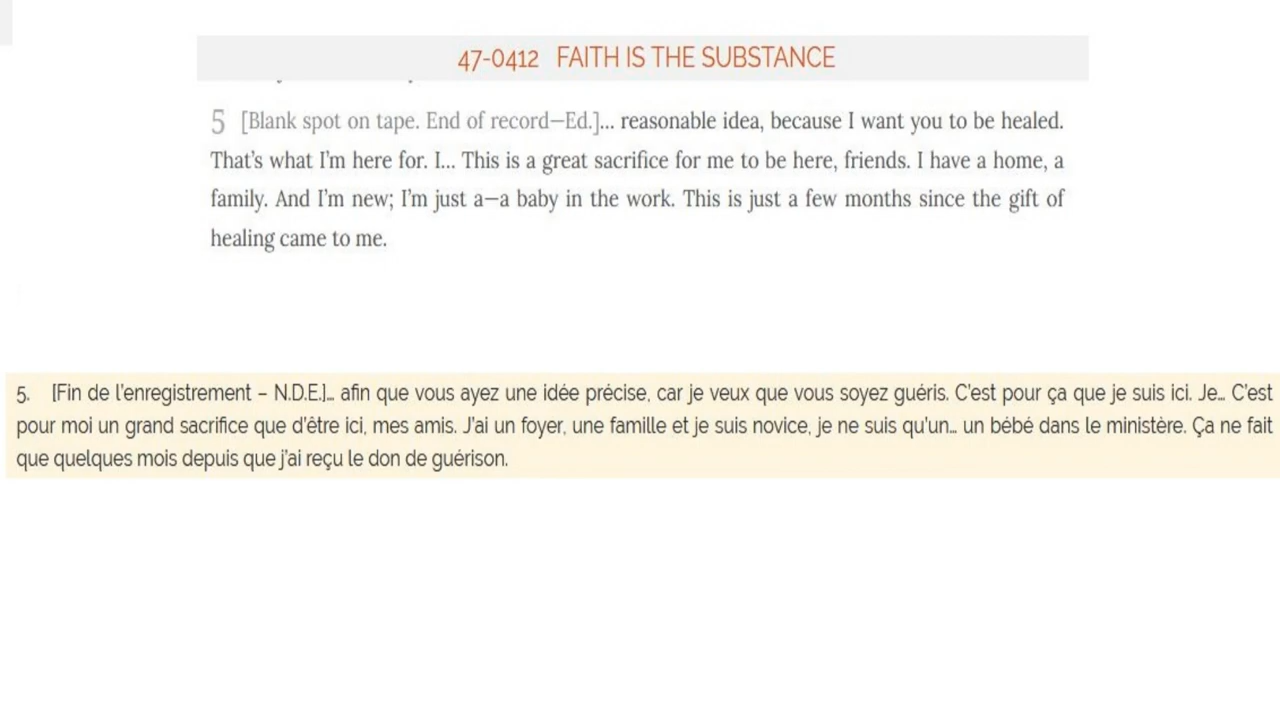 47-0412 FAITH IS THE SUBSTANCE
5 [Blank spot on tape. End of record—Ed.]... reasonable idea, because I want you to be healed.
That's what I'm here for. I... This is a great sacrifice for me to be here, friends. I have a home, a
family. And I'm new; I'm just a—a baby in the work. This is just a few months since the gift of
healing came to me.
5. [Fin de l'enregistrement – N.D.E.]... afin que vous ayez une idée précise, car je veux que vous soyez guéris. C'est pour ça que je suis ici. Je... C'est
pour moi un grand sacrifice que d'être ici, mes amis. J'ai un foyer, une famille et je suis novice, je ne suis qu'un... un bébé dans le ministère. Ça ne fait
que quelques mois depuis que j'ai reçu le don de guérison.